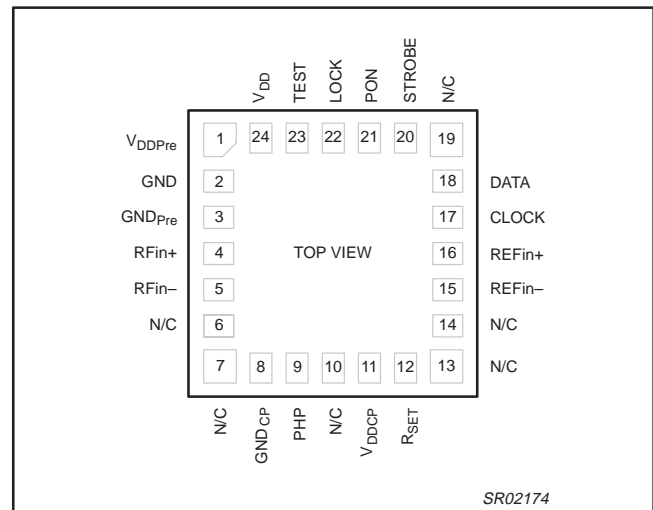 VDD TEST LOCK PON STROBE N/C
VDDPre 1 24 23 22 21 20 19
GND 2 18 DATA
GNDPre 3 17 CLOCK
RFin+ 4 TOP VIEW 16 REFin+
RFin– 5 15 REFin–
N/C 6 14 N/C
7 8 9 10 11 12 13 N/C
N/C GNDCP PHP N/C VDDCP RSET
SR02174